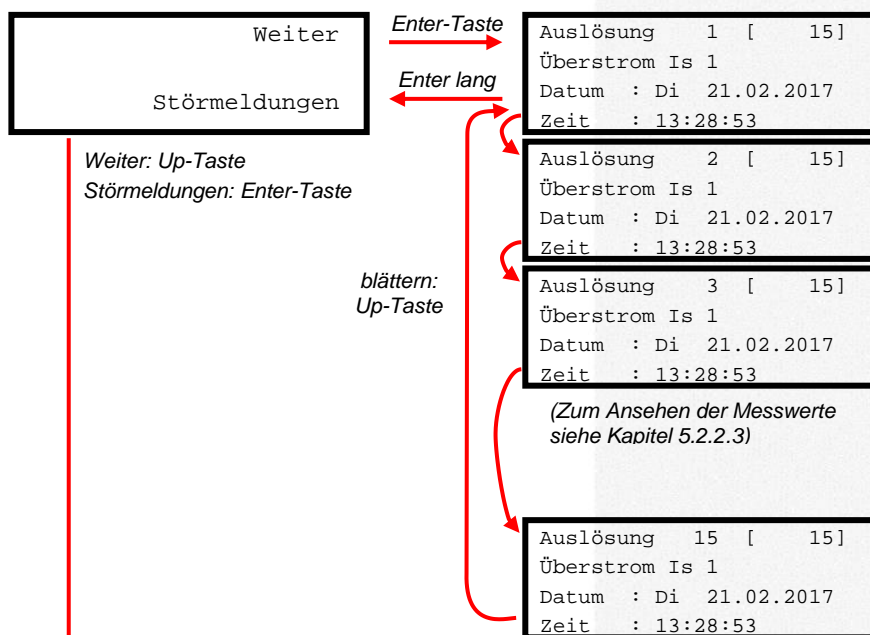 Weiter
Störmeldungen
Enter-Taste
Enter lang
Weiter: Up-Taste
Störmeldungen: Enter-Taste
Auslösung 1 [ 15]
Überstrom Is 1
Datum : Di 21.02.2017
Zeit : 13:28:53
Auslösung 2 [ 15]
Überstrom Is 1
Datum : Di 21.02.2017
Zeit : 13:28:53
blättern:
Up-Taste
Auslösung 3 [ 15]
Überstrom Is 1
Datum : Di 21.02.2017
Zeit : 13:28:53
(Zum Ansehen der Messwerte
siehe Kapitel 5.2.2.3)
Auslösung 15 [ 15]
Überstrom Is 1
Datum : Di 21.02.2017
Zeit : 13:28:53